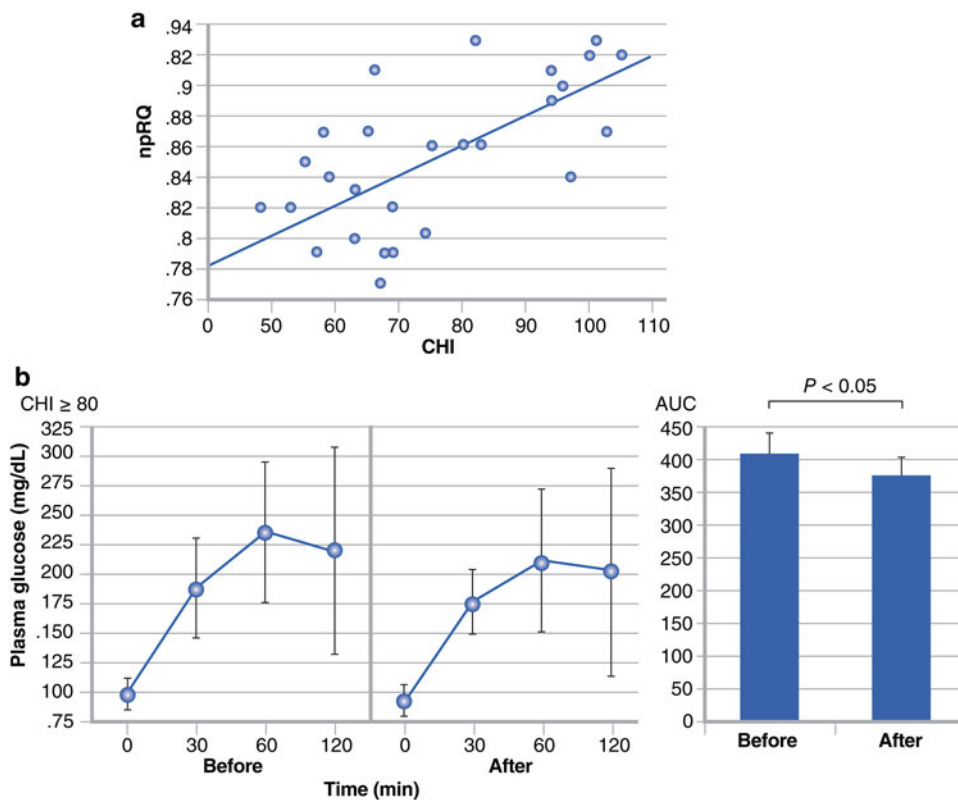 a
.94
.82
.9
.88
.86
.84
.82
.8
.78
.76
npRQ
0 50 60 70 80 90 100 110
CHI
b
CHI ≥ 80
325
300
275
250
225
200
175
.150
125
100
.75
Plasma glucose (mg/dL)
0 30 60 120 0 30 60 120
Before After
Time (min)
AUC
P < 0.05
450
400
350
300
250
200
150
100
50
0
Before After